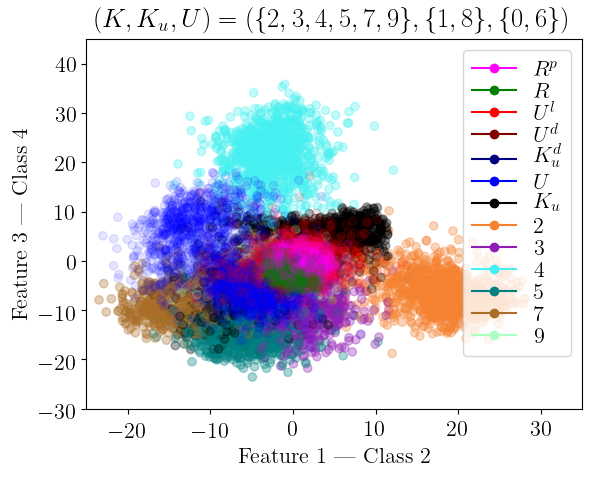 (K, K_u, U) = ({2, 3, 4, 5, 7, 9}, {1, 8}, {0, 6})
Feature 3 — Class 4
40
30
20
10
0
−10
−20
−30
R^p
R
U^l
U^d
K_u^d
U
K_u
2
3
4
5
7
9
−20 −10 0 10 20 30
Feature 1 — Class 2